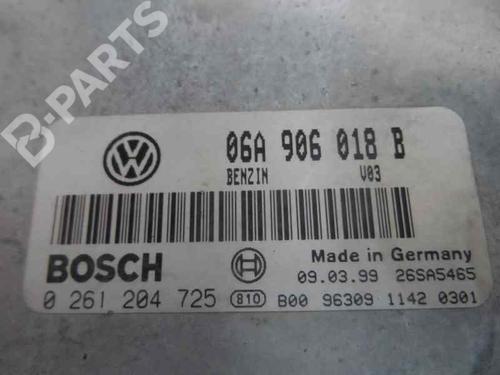 B-PARTS
06A 906 018 B
BENZIN V03
BOSCH
Made in Germany
09.03.99 26SA5465
0 261 204 725 810 B00 96309 1142 0301